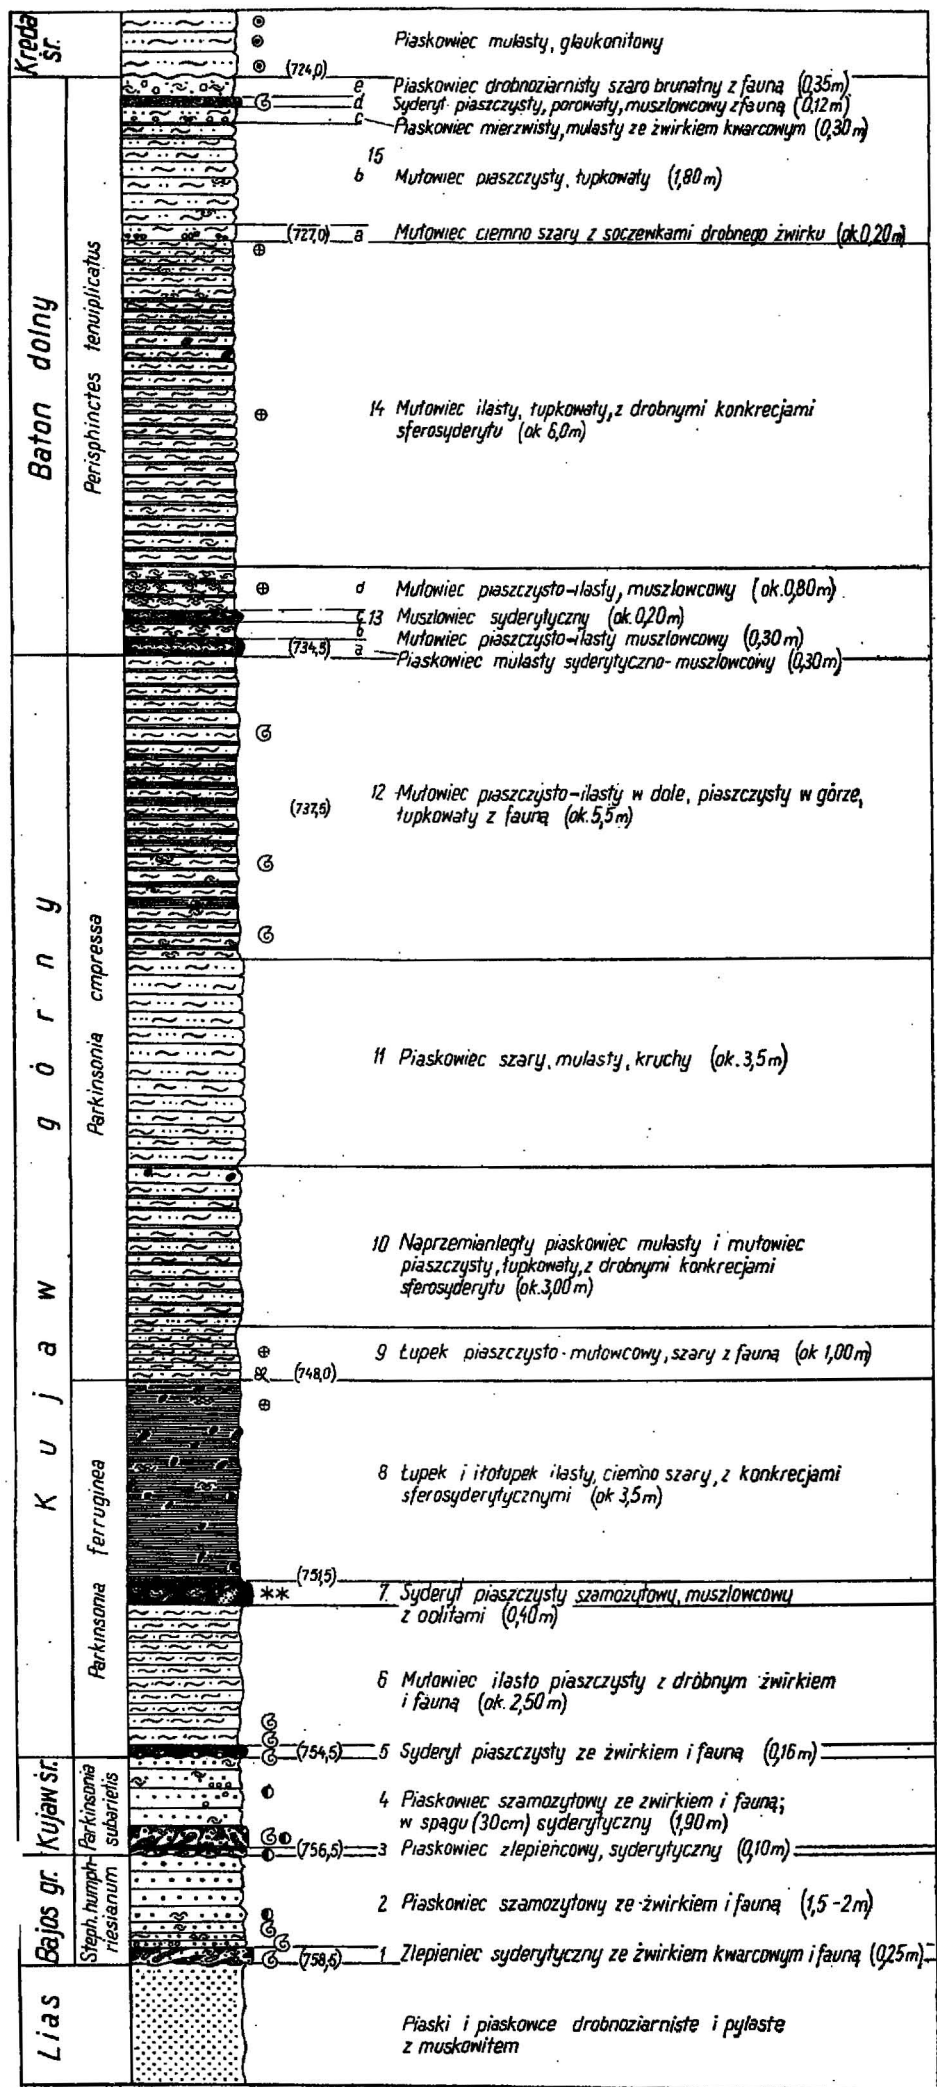 Kreda
śr.
Piaskowiec mulasty, glaukonitowy
(724,0)
e Piaskowiec drobnoziarnisty szaro brunatny z fauną (0,35m)
d Syderyt piaszczysty, porowaty, muszlowcowy z fauną (0,12m)
c Piaskowiec mierzwisty, mulasty ze żwirkiem kwarcowym (0,30m)
15
b Mułowiec piaszczysty, łupkowaty (1,80m)
(727,0) a Mułowiec ciemno szary z soczewkami drobnego żwirku (ok.0,20m)
Baton dolny
Perisphinctes tenuiplicatus
14 Mułowiec ilasty, łupkowaty, z drobnymi konkrecjami
sferosyderytu (ok 6,0m)
d Mułowiec piaszczysto-ilasty, muszlowcowy (ok.0,80m)
c 13 Muszlowiec syderytyczny (ok.0,20m)
b Mułowiec piaszczysto-ilasty muszlowcowy (0,30m)
(734,5) a Piaskowiec mulasty syderytyczno-muszlowcowy (0,30m)
12 Mułowiec piaszczysto-ilasty w dole, piaszczysty w górze,
łupkowaty z fauną (ok.5,5m)
(737,5)
Kujaw górny
Parkinsonia cmpressa
11 Piaskowiec szary, mulasty, kruchy (ok.3,5m)
10 Naprzemianległy piaskowiec mulasty i mułowiec
piaszczysty, łupkowaty, z drobnymi konkrecjami
sferosyderytu (ok.3,00m)
9 Łupek piaszczysto-mułowcowy, szary z fauną (ok 1,00m)
(748,0)
Parkinsonia ferruginea
8 Łupek i iłołupek ilasty, ciemno szary, z konkrecjami
sferosyderytycznymi (ok 3,5m)
(751,5)
7. Syderyt piaszczysty szamozytowy, muszlowcowy
z oolitami (0,40m)
6 Mułowiec ilasto piaszczysty z drobnym żwirkiem
i fauną (ok.2,50m)
(754,5) 5 Syderyt piaszczysty ze żwirkiem i fauną (0,16m)
Kujaw śr.
Parkinsonia
subarietis
4 Piaskowiec szamozytowy ze żwirkiem i fauną;
w spągu (30cm) syderytyczny (1,90m)
(756,5) 3 Piaskowiec zlepieńcowy, syderytyczny (0,10m)
Bajos gr.
Steph. humph-
riesianum
2 Piaskowiec szamozytowy ze żwirkiem i fauną (1,5-2m)
(758,6) 1 Zlepieniec syderytyczny ze żwirkiem kwarcowym i fauną (0,25m)
Lias
Piaski i piaskowce drobnoziarniste i pylaste
z muskowitem